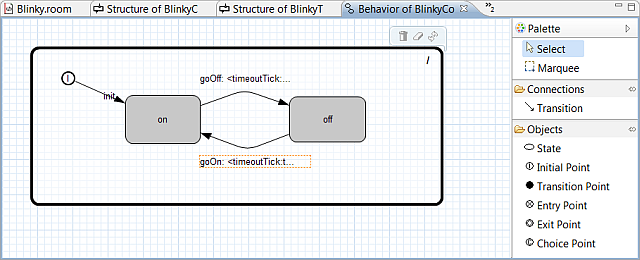 Blinky.room Structure of BlinkyC Structure of BlinkyT Behavior of BlinkyCo »2
Palette
Select
Marquee
Connections
Transition
Objects
State
Initial Point
Transition Point
Entry Point
Exit Point
Choice Point
/
I
init
goOff: <timeoutTick:...
on
off
goOn: <timeoutTick:t...